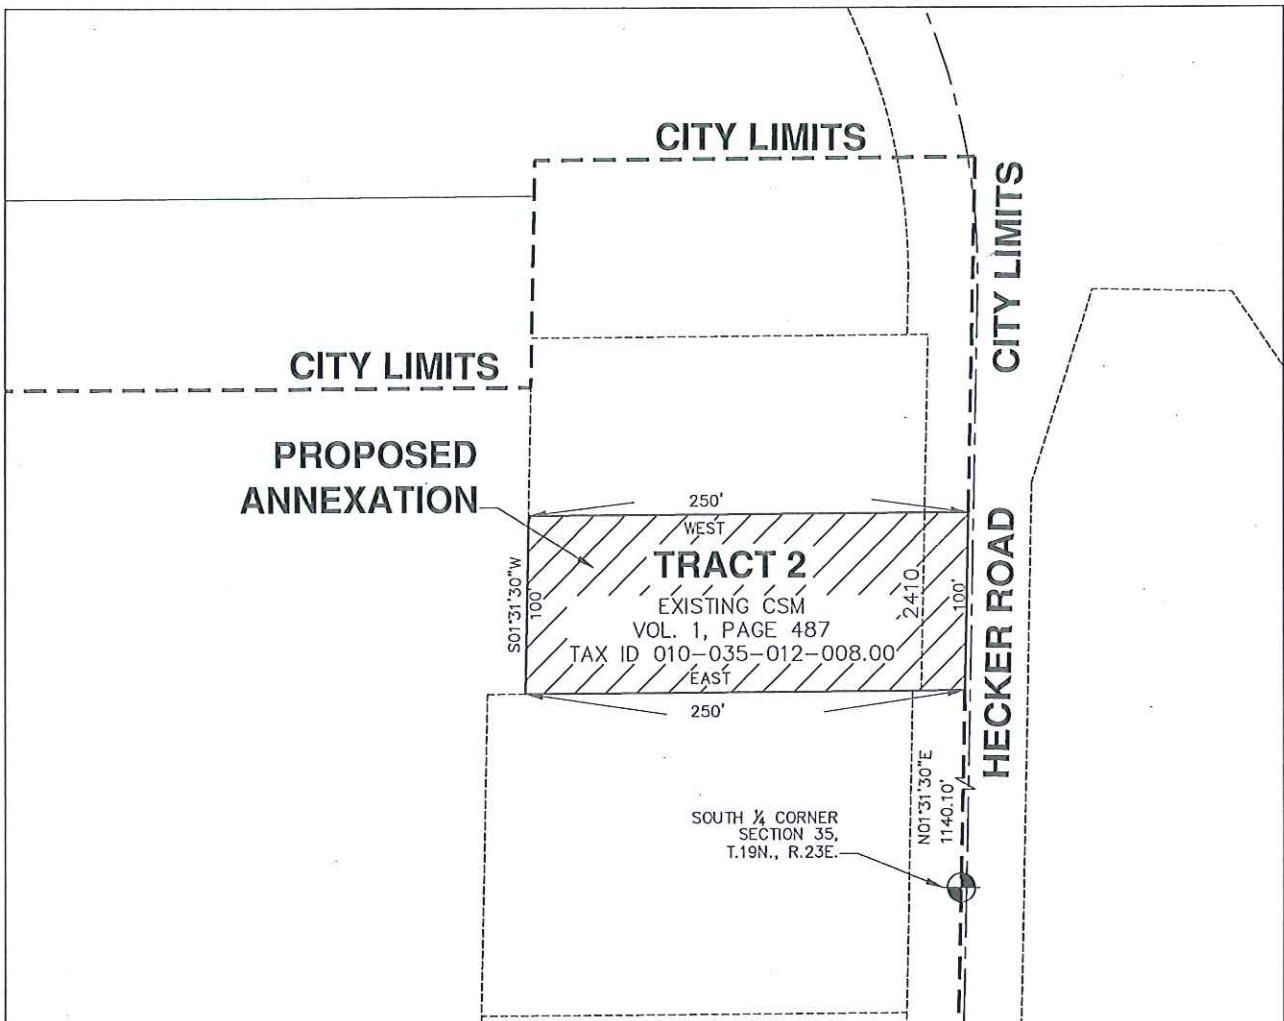 CITY LIMITS
CITY LIMITS
CITY LIMITS
PROPOSED
ANNEXATION
250'
WEST
TRACT 2
EXISTING CSM
VOL. 1, PAGE 487
TAX ID 010-035-012-008.00
EAST
250'
S01°31'30"W
100'
2410
100'
HECKER ROAD
N01°31'30"E
1140.10'
SOUTH ¼ CORNER
SECTION 35,
T.19N., R.23E.